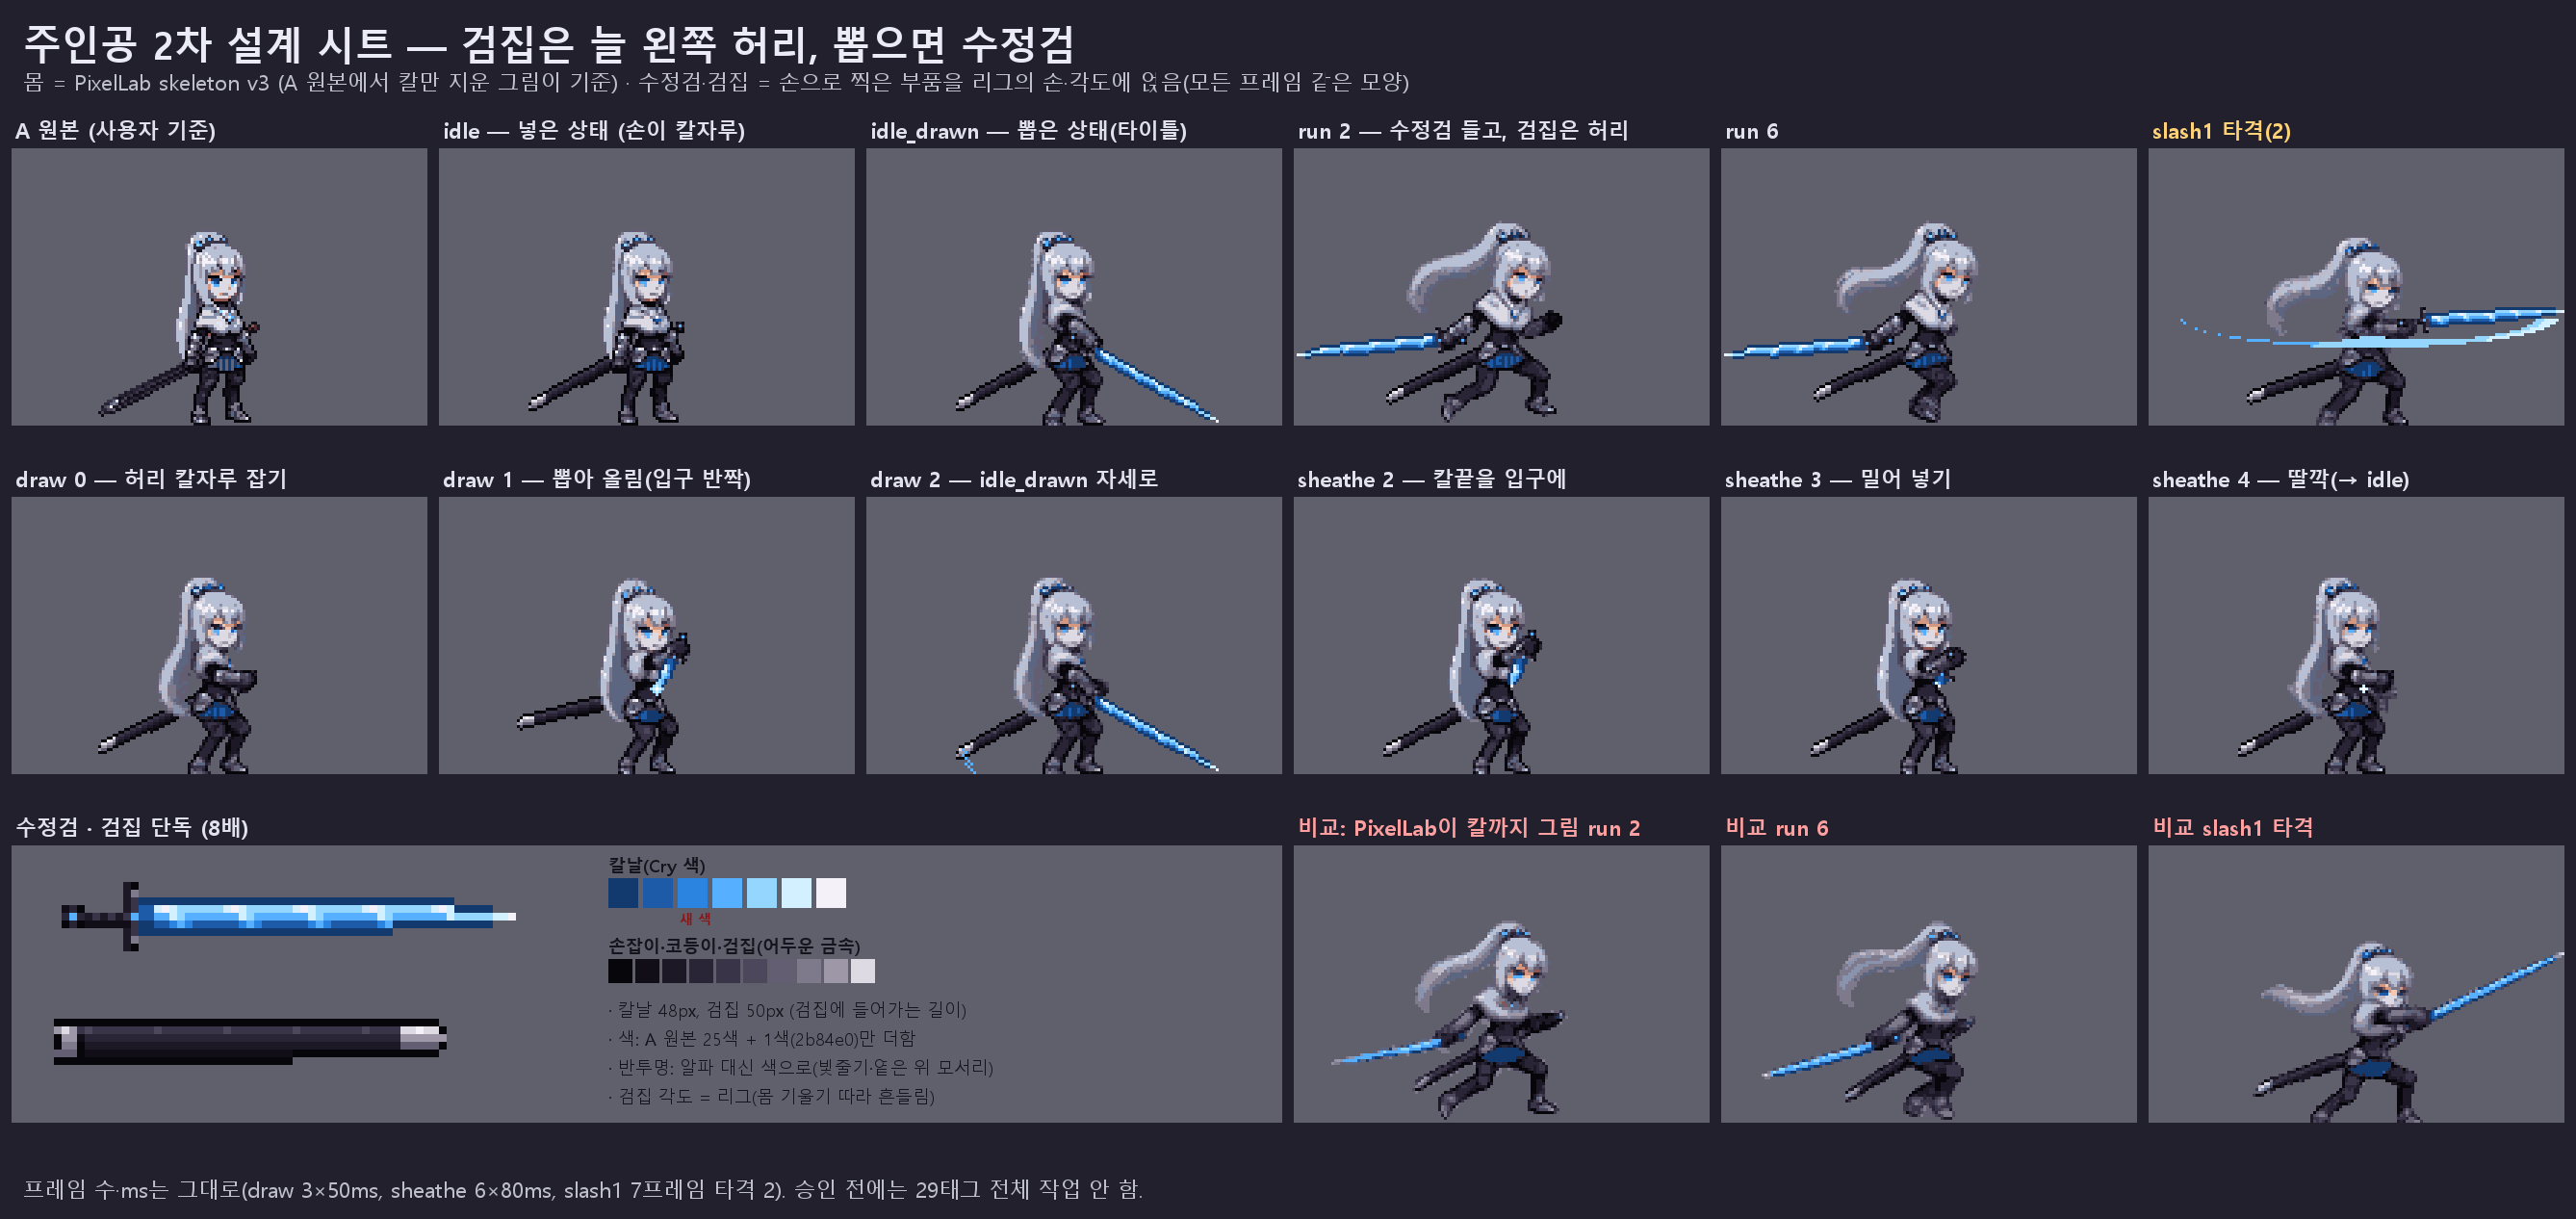 주인공 2차 설계 시트 — 검집은 늘 왼쪽 허리, 뽑으면 수정검
몸 = PixelLab skeleton v3 (A 원본에서 칼만 지운 그림이 기준) · 수정검·검집 = 손으로 찍은 부품을 리그의 손·각도에 얹음(모든 프레임 같은 모양)
A 원본 (사용자 기준)
idle — 넣은 상태 (손이 칼자루)
idle_drawn — 뽑은 상태(타이틀)
run 2 — 수정검 들고, 검집은 허리
run 6
slash1 타격(2)
draw 0 — 허리 칼자루 잡기
draw 1 — 뽑아 올림(입구 반짝)
draw 2 — idle_drawn 자세로
sheathe 2 — 칼끝을 입구에
sheathe 3 — 밀어 넣기
sheathe 4 — 딸깍(→ idle)
수정검 · 검집 단독 (8배)
칼날(Cry 색)
새 색
손잡이·코등이·검집(어두운 금속)
· 칼날 48px, 검집 50px (검집에 들어가는 길이)
· 색: A 원본 25색 + 1색(2b84e0)만 더함
· 반투명: 알파 대신 색으로(빛줄기·옅은 위 모서리)
· 검집 각도 = 리그(몸 기울기 따라 흔들림)
비교: PixelLab이 칼까지 그림 run 2
비교 run 6
비교 slash1 타격
프레임 수·ms는 그대로(draw 3×50ms, sheathe 6×80ms, slash1 7프레임 타격 2). 승인 전에는 29태그 전체 작업 안 함.